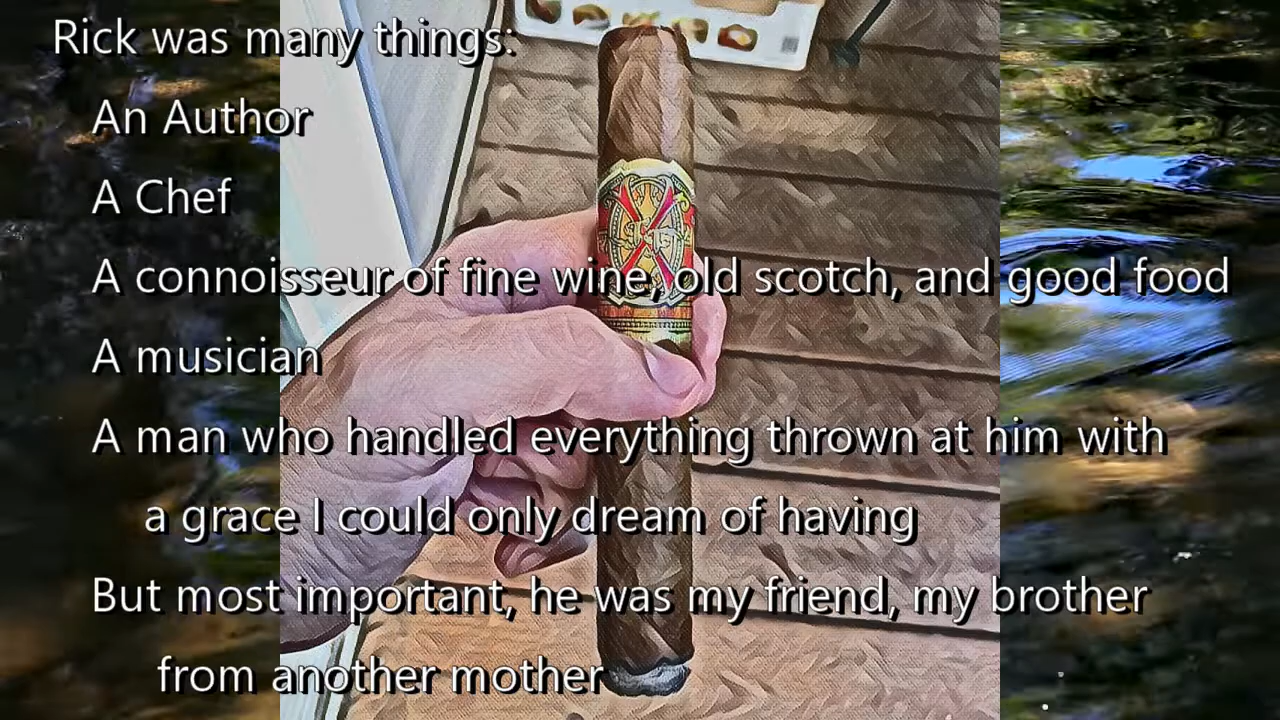 Rick was many things:
An Author
A Chef
A connoisseur of fine wine, old scotch, and good food
A musician
A man who handled everything thrown at him with
a grace I could only dream of having
But most important, he was my friend, my brother
from another mother